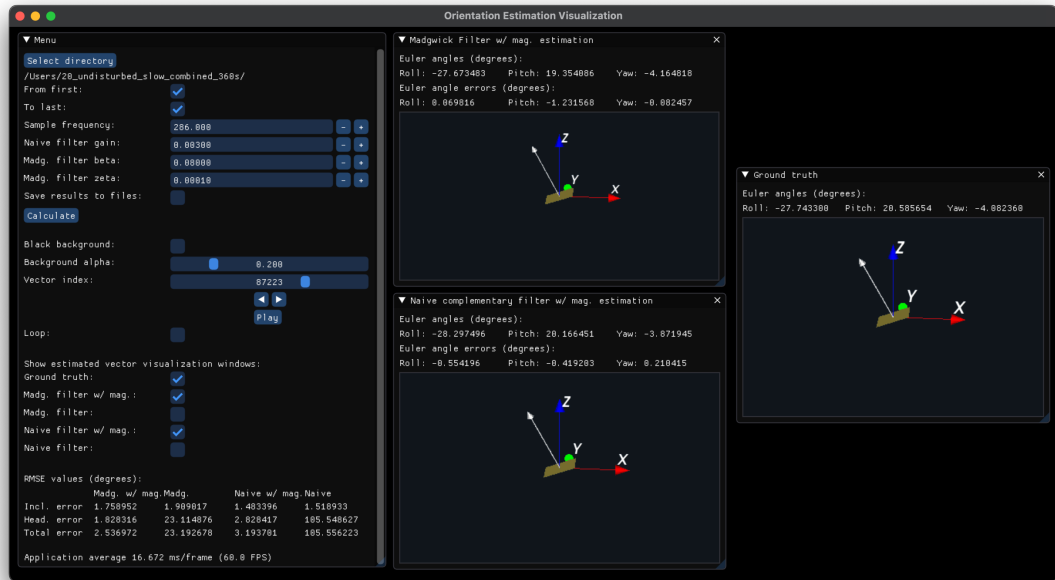 Orientation Estimation Visualization
▼ Menu
Select directory
/Users/20_undisturbed_slow_combined_360s/
From first:
To last:
Sample frequency: 286.000 - +
Naive filter gain: 0.00300 - +
Madg. filter beta: 0.08000 - +
Madg. filter zeta: 0.00010 - +
Save results to files:
Calculate
Black background:
Background alpha: 0.200
Vector index: 87223
◀ ▶
Play
Loop:
Show estimated vector visualization windows:
Ground truth:
Madg. filter w/ mag.:
Madg. filter:
Naive filter w/ mag.:
Naive filter:
RMSE values (degrees):
Madg. w/ mag. Madg. Naive w/ mag. Naive
Incl. error 1.758952 1.909017 1.483396 1.518933
Head. error 1.828316 23.114876 2.828417 105.548627
Total error 2.536972 23.192678 3.193701 105.556223
Application average 16.672 ms/frame (60.0 FPS)
▼ Madgwick Filter w/ mag. estimation ×
Euler angles (degrees):
Roll: -27.673483 Pitch: 19.354086 Yaw: -4.164818
Euler angle errors (degrees):
Roll: 0.069816 Pitch: -1.231568 Yaw: -0.082457
Z
Y
X
▼ Naive complementary filter w/ mag. estimation ×
Euler angles (degrees):
Roll: -28.297496 Pitch: 20.166451 Yaw: -3.871945
Euler angle errors (degrees):
Roll: -0.554196 Pitch: -0.419203 Yaw: 0.210415
Z
Y
X
▼ Ground truth ×
Euler angles (degrees):
Roll: -27.743300 Pitch: 20.585654 Yaw: -4.082360
Z
Y
X